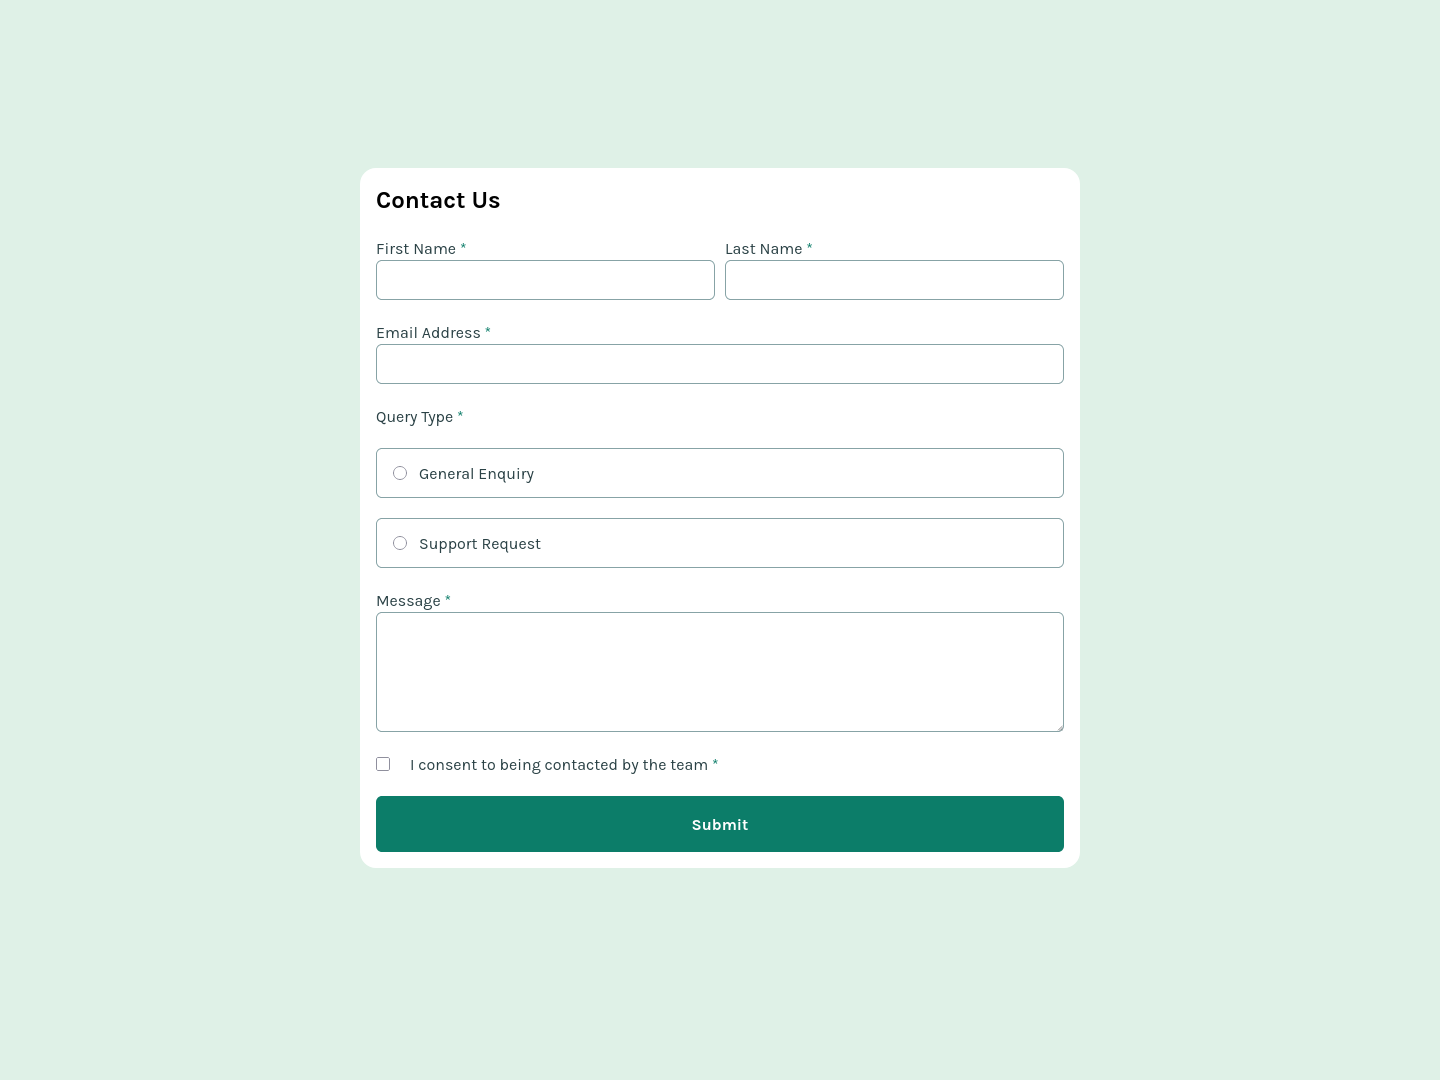 Contact Us
First Name * Last Name *
Email Address *
Query Type *
General Enquiry
Support Request
Message *
I consent to being contacted by the team *
Submit